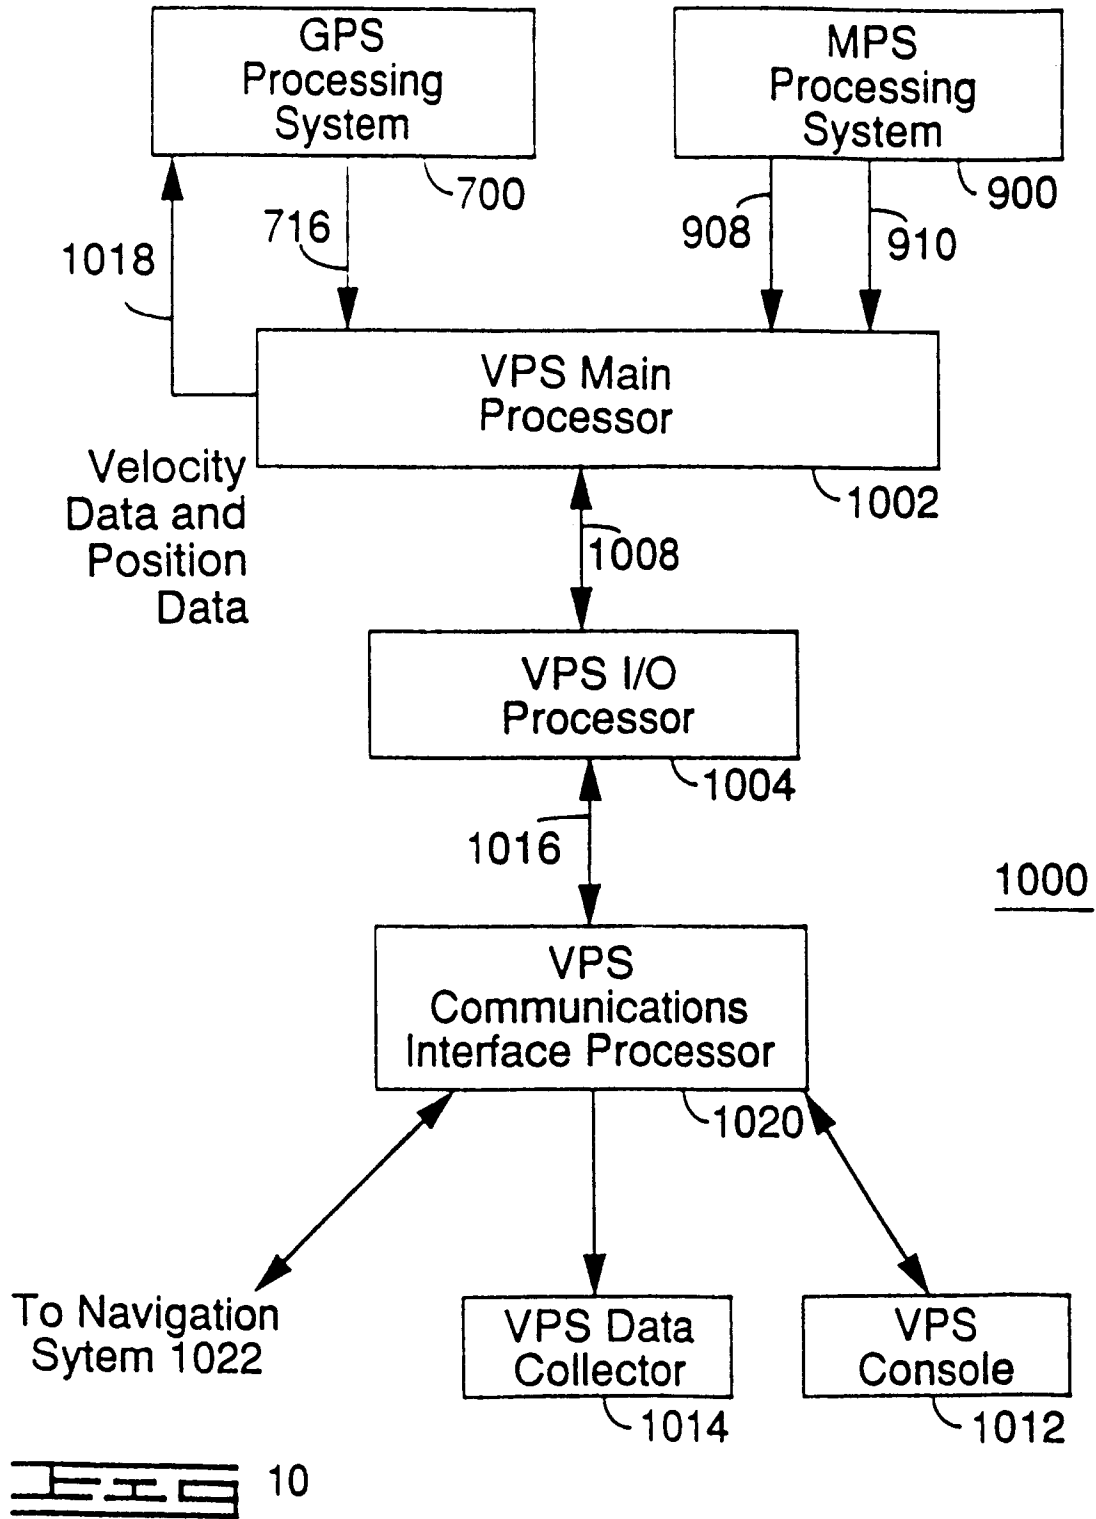 GPS
Processing
System
700
MPS
Processing
System
900
716
908
910
1018
VPS Main
Processor
1002
Velocity
Data and
Position
Data
1008
VPS I/O
Processor
1004
1016
1000
VPS
Communications
Interface Processor
1020
To Navigation
Sytem 1022
VPS Data
Collector
1014
VPS
Console
1012
FIG 10